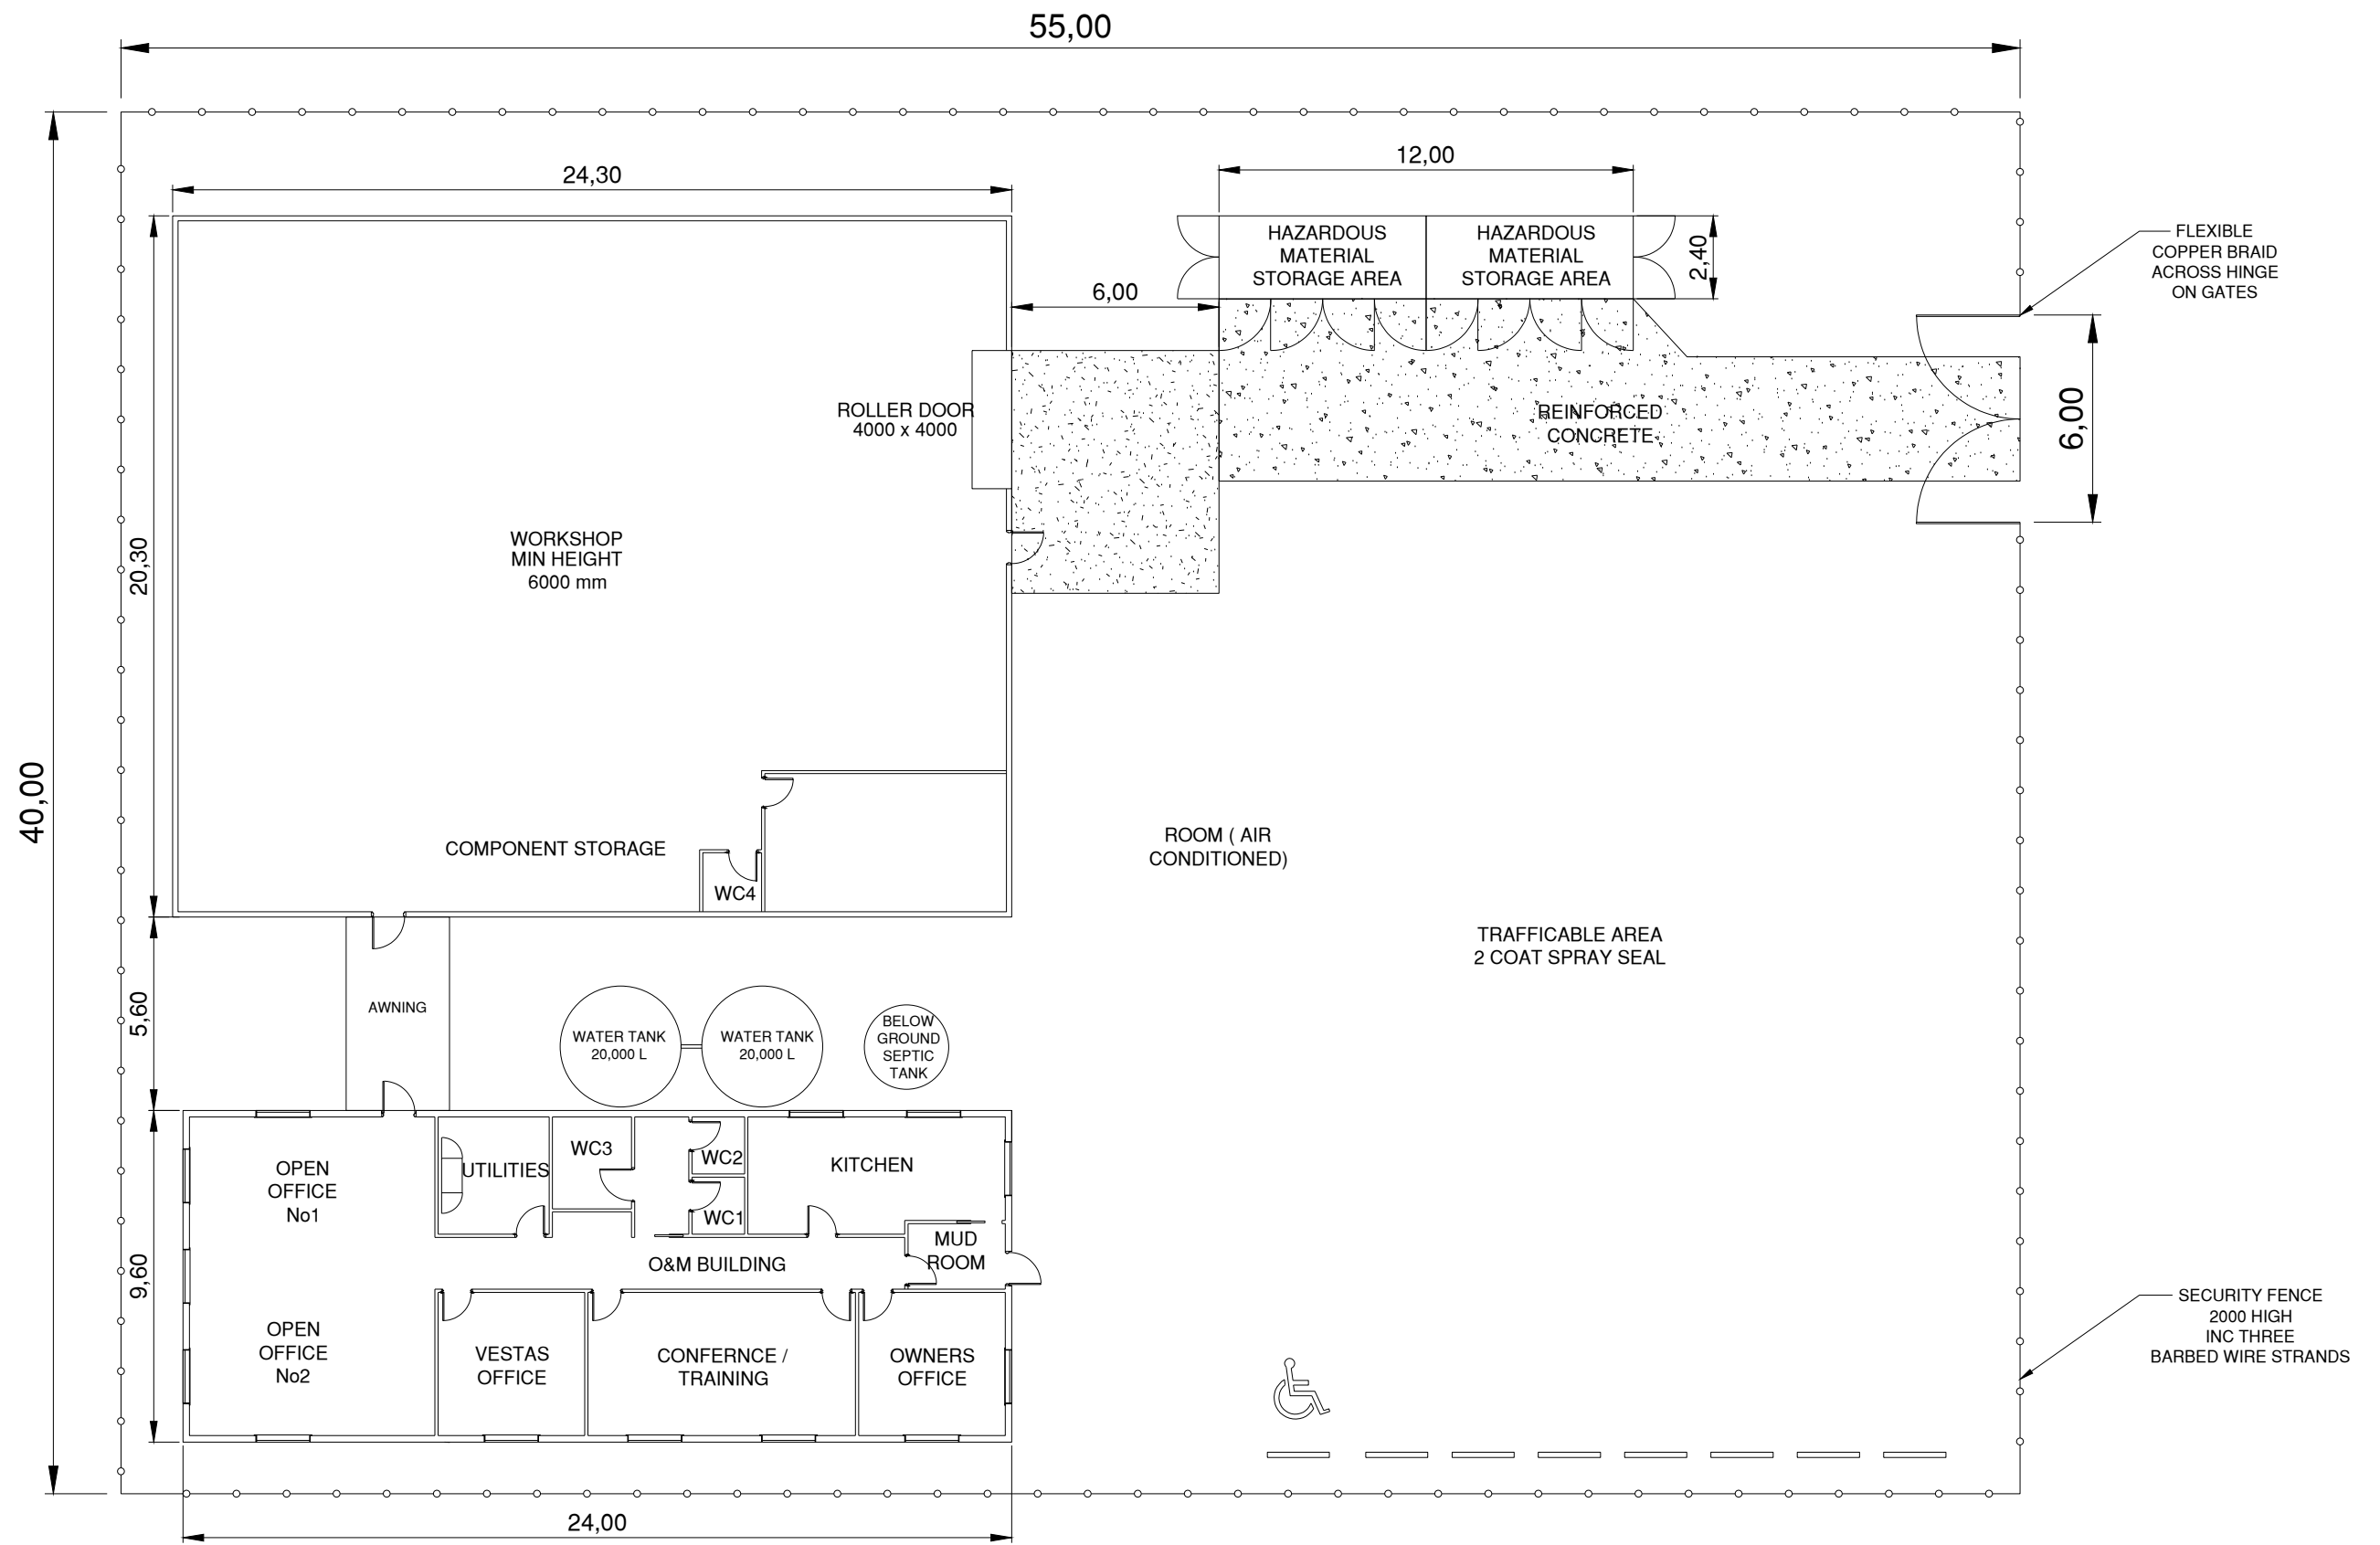 55,00
24,30
12,00
HAZARDOUS
MATERIAL
STORAGE AREA
HAZARDOUS
MATERIAL
STORAGE AREA
2,40
FLEXIBLE
COPPER BRAID
ACROSS HINGE
ON GATES
6,00
ROLLER DOOR
4000 x 4000
REINFORCED
CONCRETE
6,00
WORKSHOP
MIN HEIGHT
6000 mm
20,30
40,00
COMPONENT STORAGE
WC4
ROOM ( AIR
CONDITIONED)
TRAFFICABLE AREA
2 COAT SPRAY SEAL
5,60
AWNING
WATER TANK
20,000 L
WATER TANK
20,000 L
BELOW
GROUND
SEPTIC
TANK
OPEN
OFFICE
No1
UTILITIES
WC3
WC2
WC1
KITCHEN
MUD
ROOM
O&M BUILDING
9,60
OPEN
OFFICE
No2
VESTAS
OFFICE
CONFERNCE /
TRAINING
OWNERS
OFFICE
SECURITY FENCE
2000 HIGH
INC THREE
BARBED WIRE STRANDS
24,00